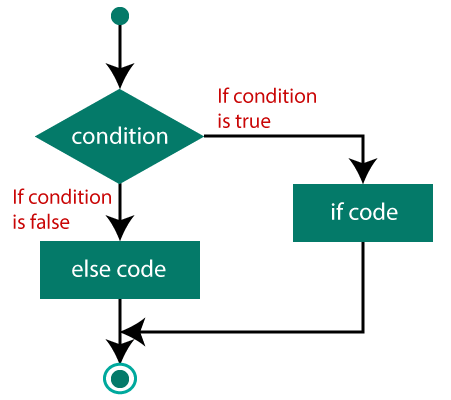 If condition
is true
condition
If condition
is false
if code
else code